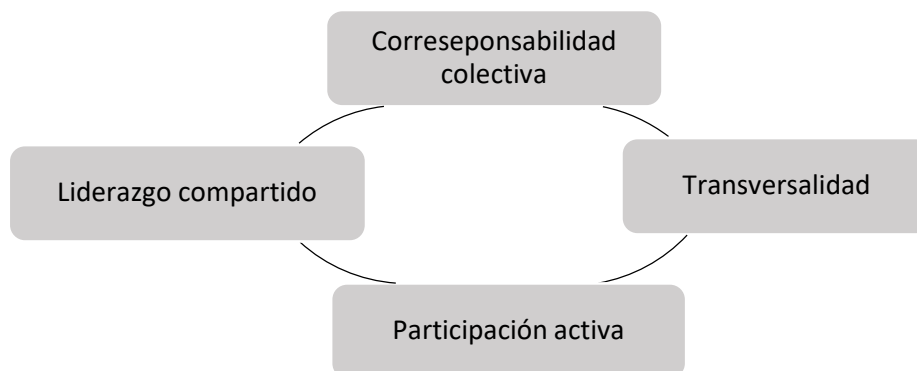 Correseponsabilidad
colectiva
Liderazgo compartido
Transversalidad
Participación activa